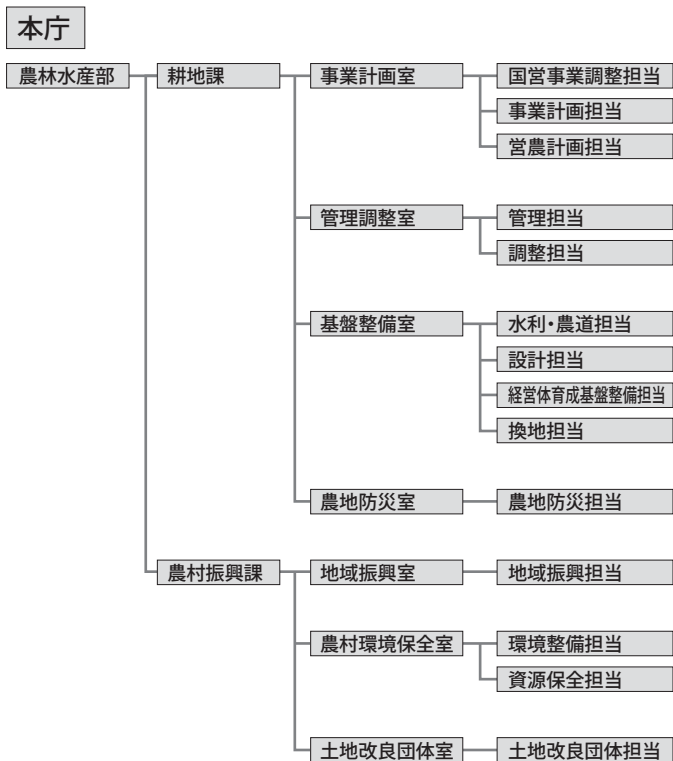 本庁
農林水産部
耕地課
事業計画室
国営事業調整担当
事業計画担当
営農計画担当
管理調整室
管理担当
調整担当
基盤整備室
水利・農道担当
設計担当
経営体育成基盤整備担当
換地担当
農地防災室
農地防災担当
農村振興課
地域振興室
地域振興担当
農村環境保全室
環境整備担当
資源保全担当
土地改良団体室
土地改良団体担当